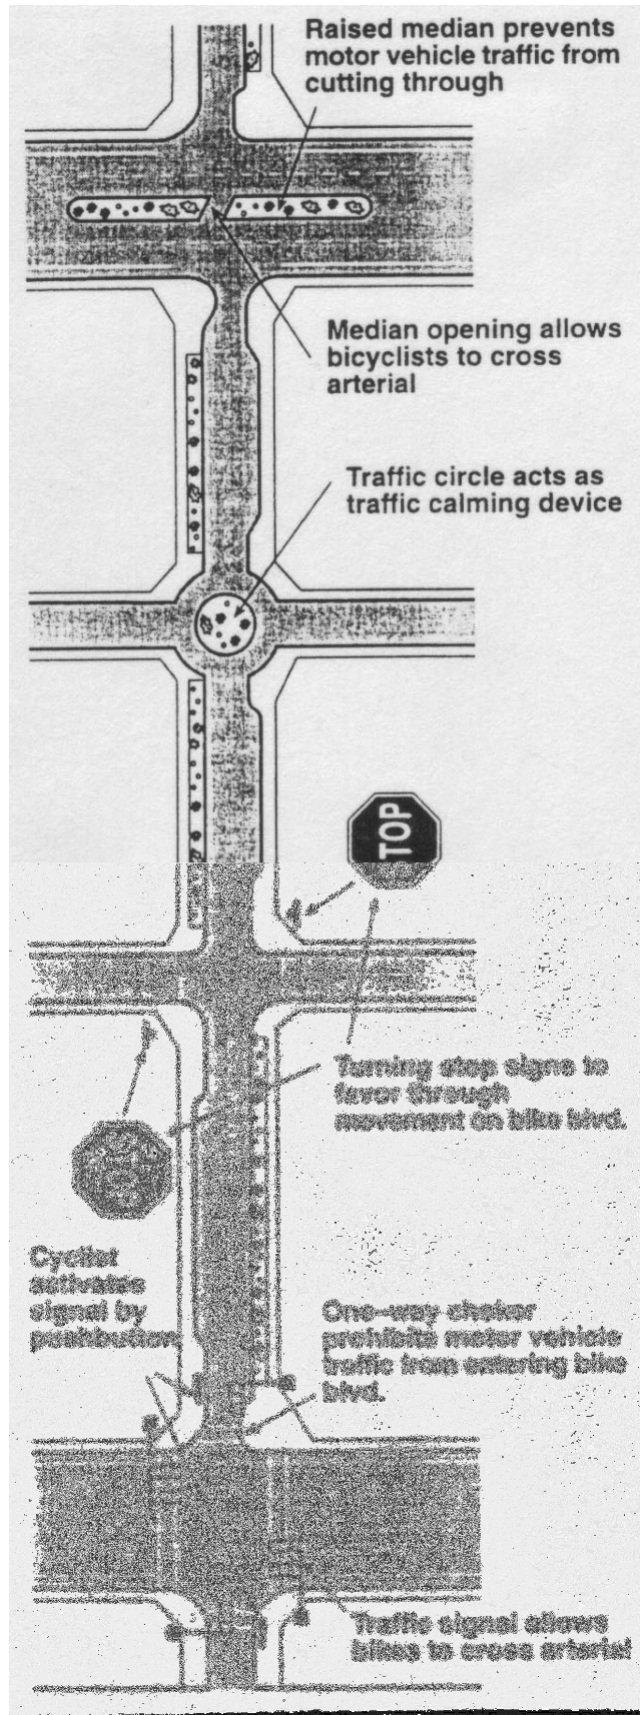 Raised median prevents
motor vehicle traffic from
cutting through
Median opening allows
bicyclists to cross
arterial
Traffic circle acts as
traffic calming device
TOP
Turning stop signs to
favor through
movement on bike blvd.
Cyclist
activates
signal by
pushbutton
One-way choker
prohibits motor vehicle
traffic from entering bike
blvd.
Traffic signal allows
bikes to cross arterial